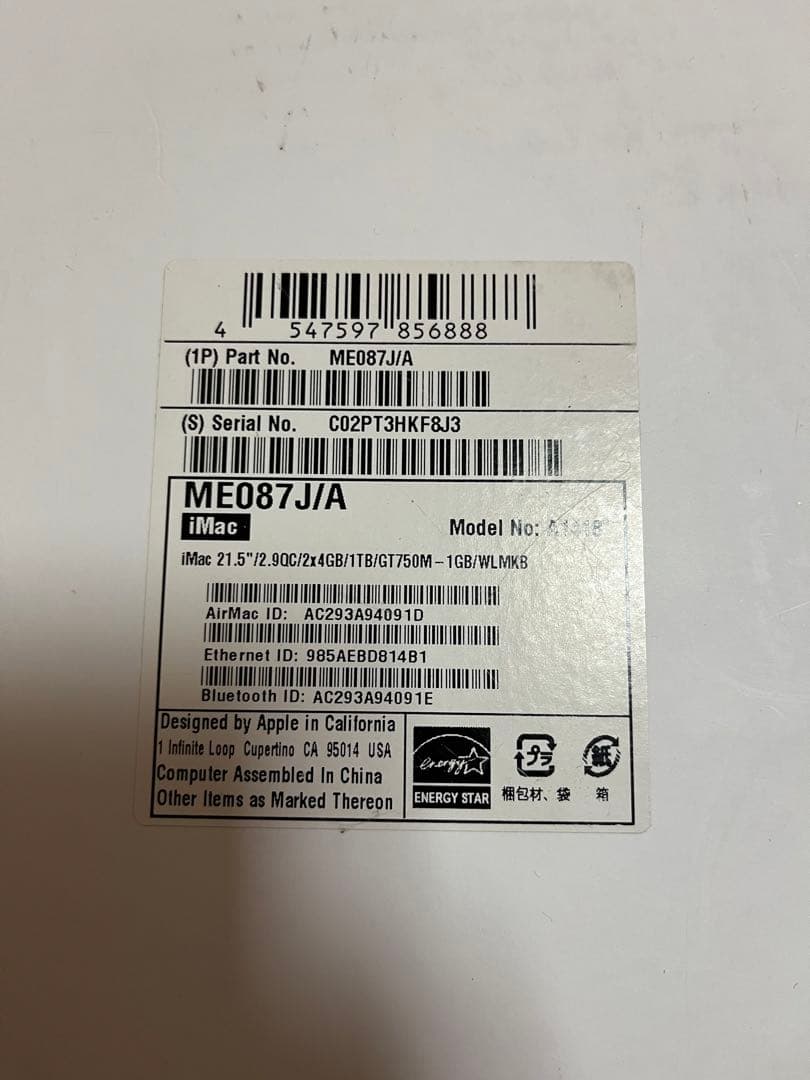 4 547597 856888
(1P) Part No. ME087J/A
(S) Serial No. C02PT3HKF8J3
ME087J/A
iMac
Model No: A1418
iMac 21.5"/2.9QC/2x4GB/1TB/GT750M-1GB/WLMKB
AirMac ID: AC293A94091D
Ethernet ID: 985AEBD814B1
Bluetooth ID: AC293A94091E
Designed by Apple in California
1 Infinite Loop Cupertino CA 95014 USA
Computer Assembled In China
Other Items as Marked Thereon
energy
ENERGY STAR
プラ
梱包材、袋
紙
箱